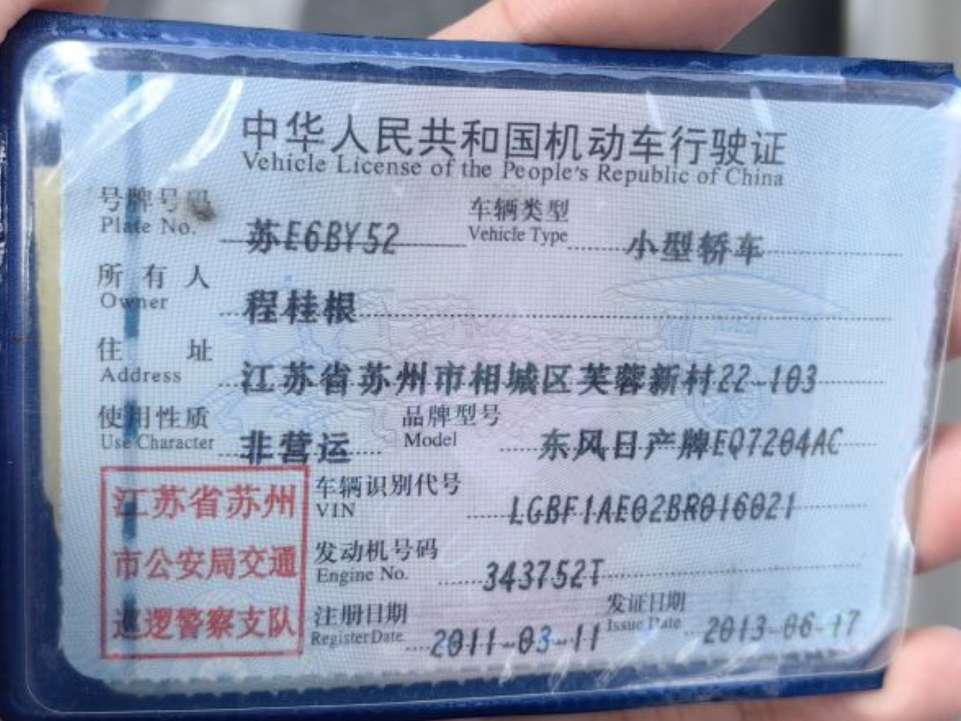 中华人民共和国机动车行驶证
Vehicle License of the People's Republic of China
号牌号码 苏E6BY52 车辆类型 小型轿车
Plate No. Vehicle Type
所有人 程桂根
Owner
住址 江苏省苏州市相城区芙蓉新村22-103
Address
使用性质 非营运 品牌型号 东风日产牌EQ7204AC
Use Character Model
江苏省苏州
市公安局交通
巡逻警察支队
车辆识别代号 LGBF1AE02BR016021
VIN
发动机号码 343752T
Engine No.
注册日期 2011-03-11 发证日期 2013-06-17
Register Date Issue Date